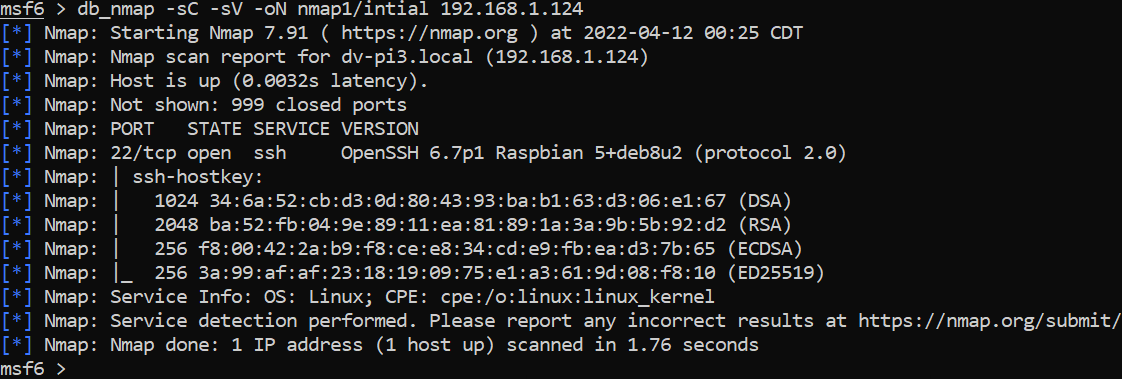 msf6 > db_nmap -sC -sV -oN nmap1/intial 192.168.1.124
[*] Nmap: Starting Nmap 7.91 ( https://nmap.org ) at 2022-04-12 00:25 CDT
[*] Nmap: Nmap scan report for dv-pi3.local (192.168.1.124)
[*] Nmap: Host is up (0.0032s latency).
[*] Nmap: Not shown: 999 closed ports
[*] Nmap: PORT   STATE SERVICE VERSION
[*] Nmap: 22/tcp open  ssh     OpenSSH 6.7p1 Raspbian 5+deb8u2 (protocol 2.0)
[*] Nmap: | ssh-hostkey:
[*] Nmap: |   1024 34:6a:52:cb:d3:0d:80:43:93:ba:b1:63:d3:06:e1:67 (DSA)
[*] Nmap: |   2048 ba:52:fb:04:9e:89:11:ea:81:89:1a:3a:9b:5b:92:d2 (RSA)
[*] Nmap: |   256 f8:00:42:2a:b9:f8:ce:e8:34:cd:e9:fb:ea:d3:7b:65 (ECDSA)
[*] Nmap: |_  256 3a:99:af:af:23:18:19:09:75:e1:a3:61:9d:08:f8:10 (ED25519)
[*] Nmap: Service Info: OS: Linux; CPE: cpe:/o:linux:linux_kernel
[*] Nmap: Service detection performed. Please report any incorrect results at https://nmap.org/submit/
[*] Nmap: Nmap done: 1 IP address (1 host up) scanned in 1.76 seconds
msf6 >